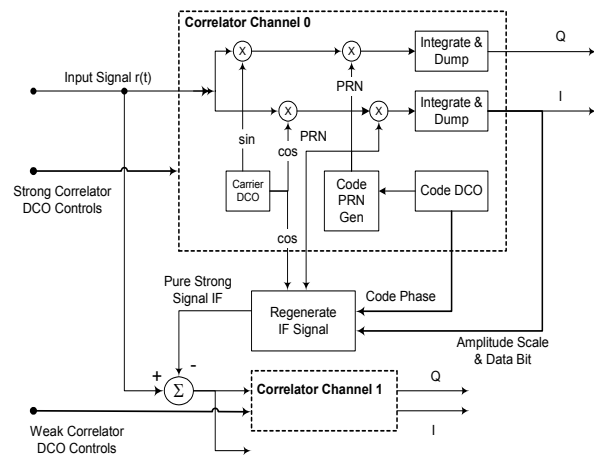 Correlator Channel 0
Q
Integrate &
Dump
X
X
Input Signal r(t)
I
PRN
Integrate &
Dump
X
X
sin
PRN
cos
Strong Correlator
DCO Controls
Carrier
DCO
Code
PRN
Gen
Code DCO
cos
Pure Strong
Signal IF
Regenerate
IF Signal
Code Phase
Amplitude Scale
& Data Bit
-
+
Σ
Correlator Channel 1
Q
I
Weak Correlator
DCO Controls